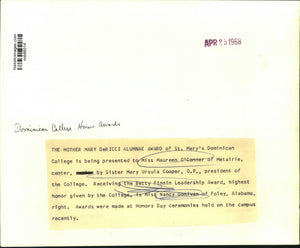 APR 25 1968
Dominican College Honor Awards
THE MOTHER MARY DeRICCI ALUMNAE AWARD of St. Mary's Dominican
College is being presented to Miss Maureen O'Conner of Metairie,
center, by Sister Mary Ursula Cooper, O.P., president of
the College. Receiving the Betty Finnin Leadership Award, highest
honor given by the College, is Miss Nancy Donivan of Foley, Alabama,
right. Awards were made at Honors Day ceremonies held on the campus
recently.